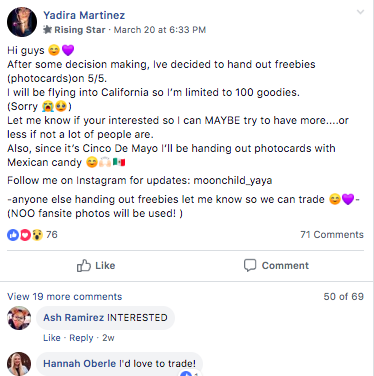 Yadira Martinez
Rising Star · March 20 at 6:33 PM
Hi guys 😊💜
After some decision making, Ive decided to hand out freebies
(photocards)on 5/5.
I will be flying into California so I'm limited to 100 goodies.
(Sorry 😭🥺)
Let me know if your interested so I can MAYBE try to have more....or
less if not a lot of people are.
Also, since it's Cinco De Mayo I'll be handing out photocards with
Mexican candy 😊🙌🏻🇲🇽
Follow me on Instagram for updates: moonchild_yaya
-anyone else handing out freebies let me know so we can trade 😊💜-
(NOO fansite photos will be used! )
76
71 Comments
Like
Comment
View 19 more comments
50 of 69
Ash Ramirez INTERESTED
Like · Reply · 2w
Hannah Oberle I'd love to trade!